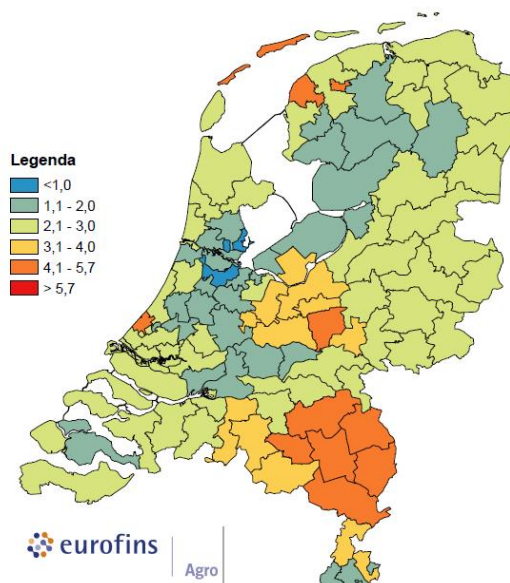 Legenda
<1,0
1,1 - 2,0
2,1 - 3,0
3,1 - 4,0
4,1 - 5,7
> 5,7
eurofins
Agro